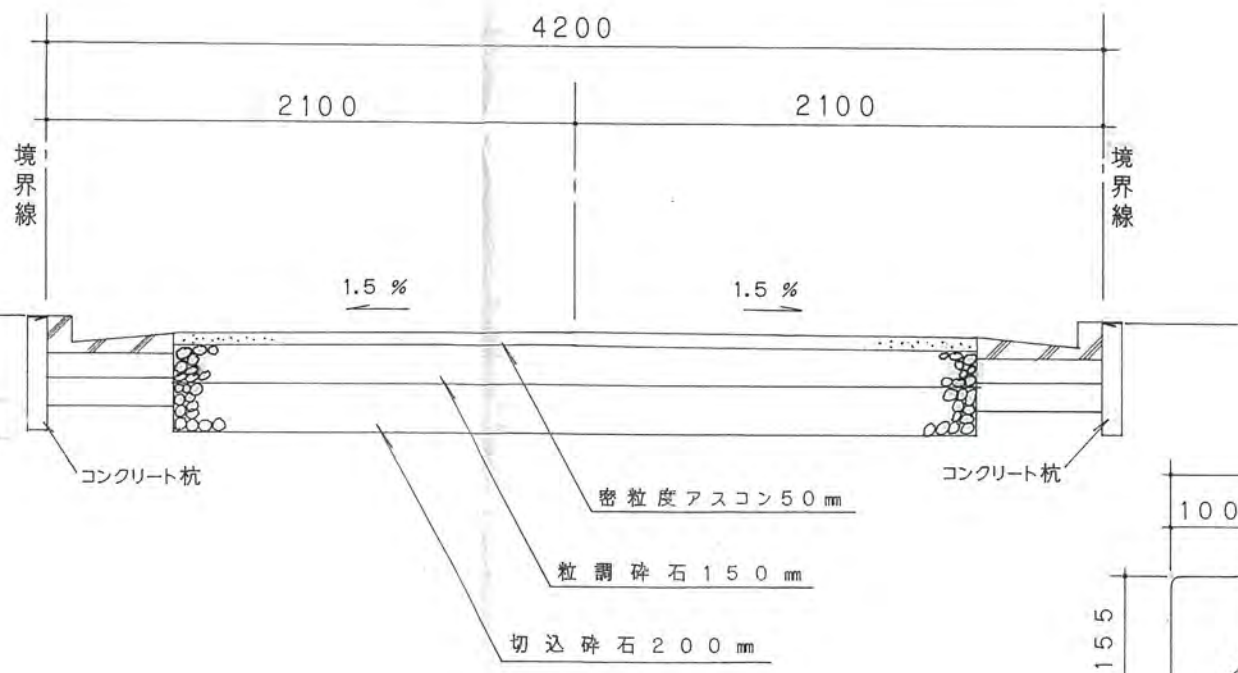 4200
2100
2100
境界線
境界線
1.5 %
1.5 %
コンクリート杭
コンクリート杭
密粒度アスコン50㎜
100
粒調砕石150㎜
155
切込砕石200㎜